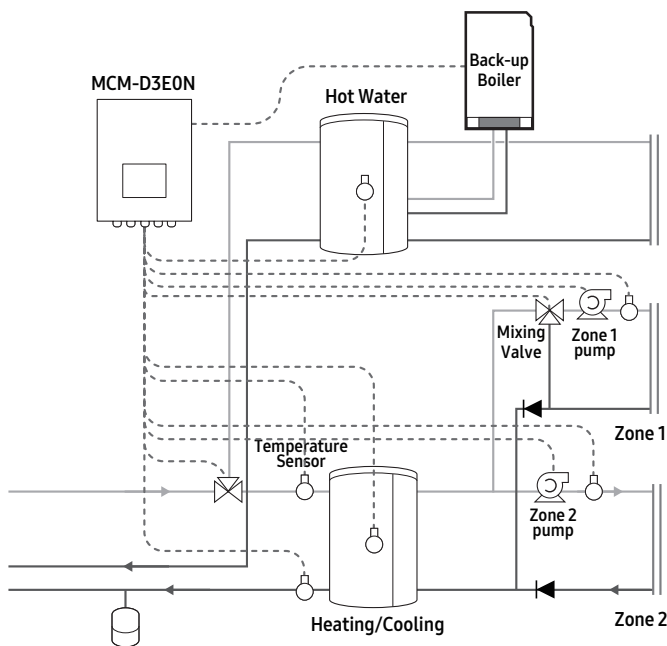 MCM-D3E0N
Back-up
Boiler
Hot Water
Mixing
Valve
Zone 1
pump
Zone 1
Temperature
Sensor
Zone 2
pump
Heating/Cooling
Zone 2